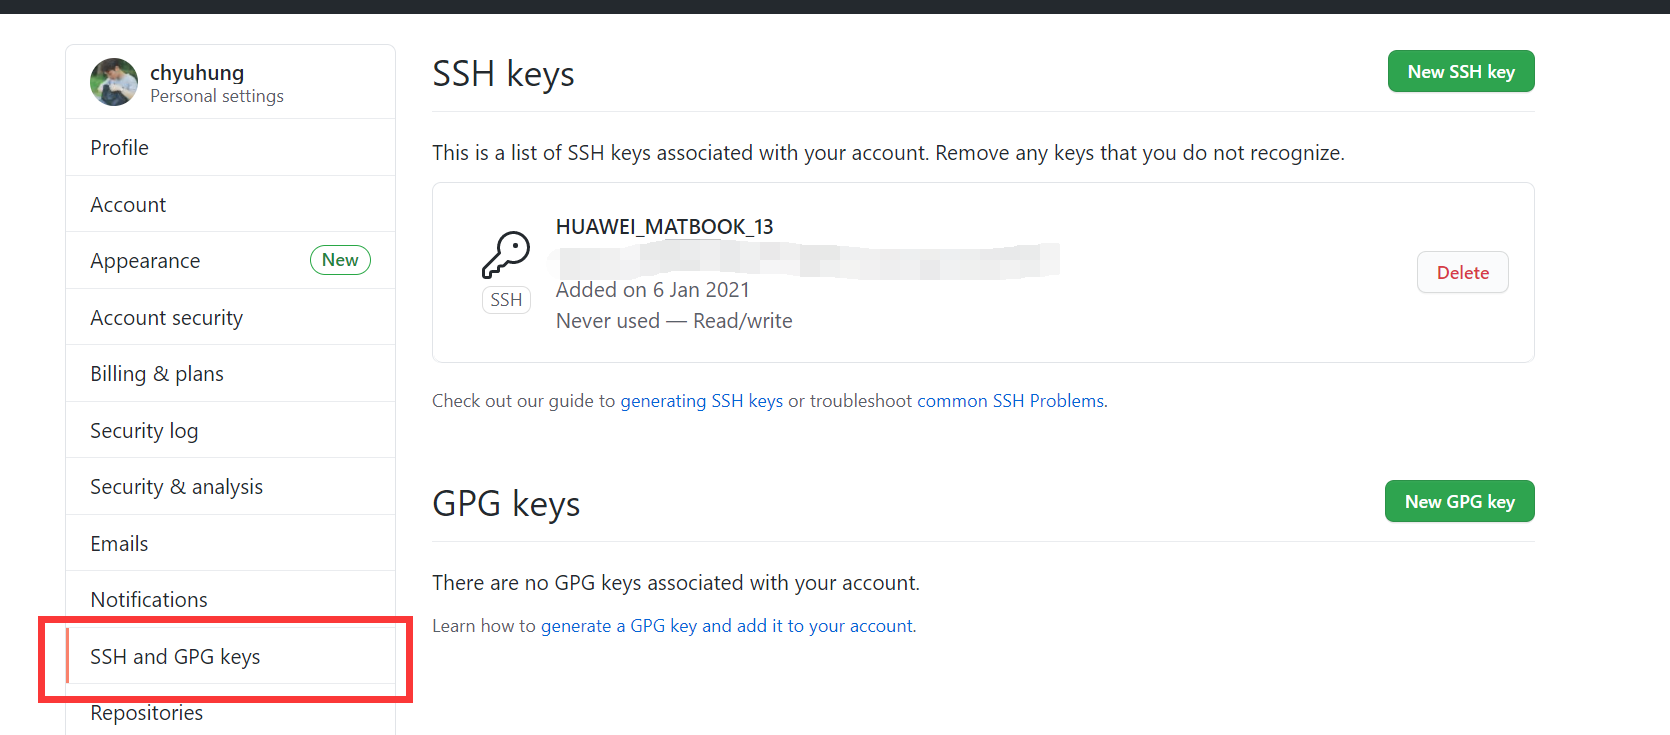 chyuhung
Personal settings
Profile
Account
Appearance New
Account security
Billing & plans
Security log
Security & analysis
Emails
Notifications
SSH and GPG keys
Repositories
SSH keys
New SSH key
This is a list of SSH keys associated with your account. Remove any keys that you do not recognize.
HUAWEI_MATBOOK_13
SSH
Added on 6 Jan 2021
Never used — Read/write
Delete
Check out our guide to generating SSH keys or troubleshoot common SSH Problems.
GPG keys
New GPG key
There are no GPG keys associated with your account.
Learn how to generate a GPG key and add it to your account.